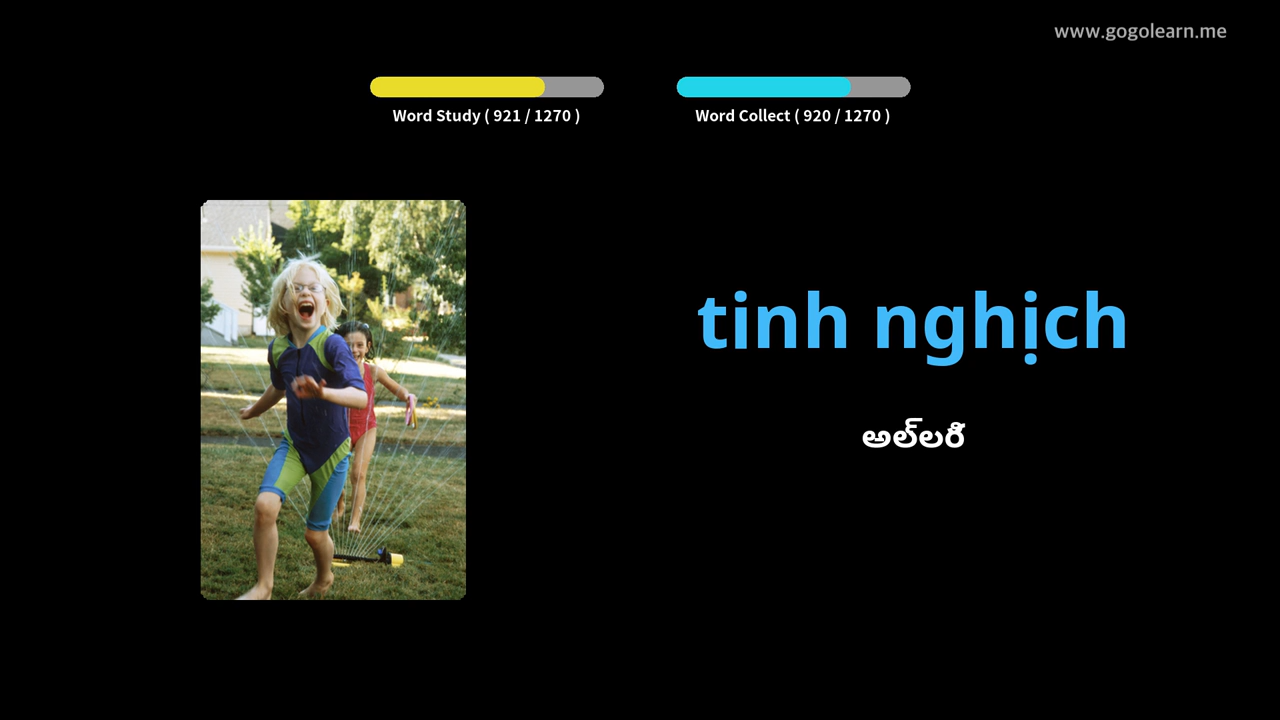 www.gogolearn.me
Word Study ( 921 / 1270 )
Word Collect ( 920 / 1270 )
tinh nghịch
అల్లరి